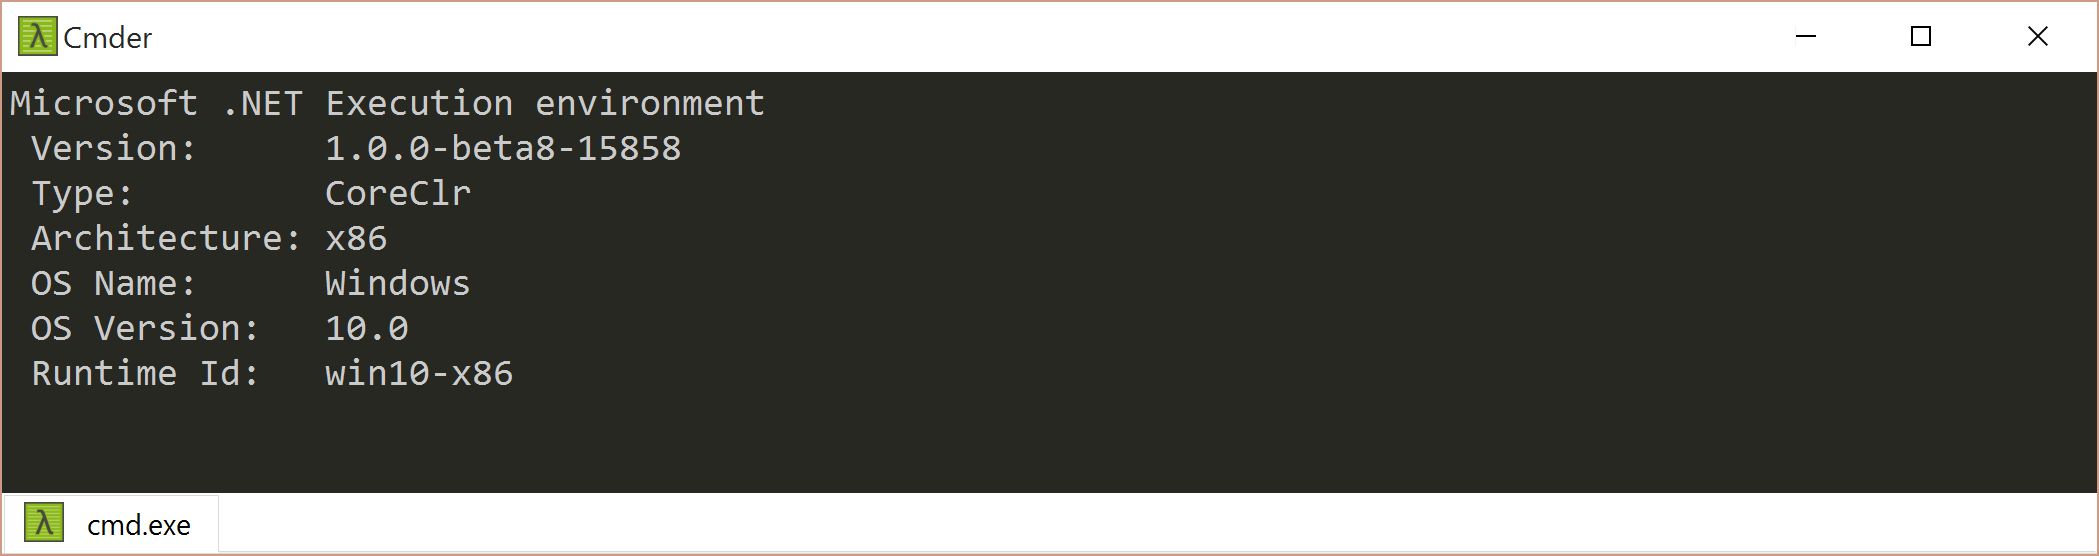 λ Cmder
Microsoft .NET Execution environment
Version: 1.0.0-beta8-15858
Type: CoreClr
Architecture: x86
OS Name: Windows
OS Version: 10.0
Runtime Id: win10-x86
λ cmd.exe